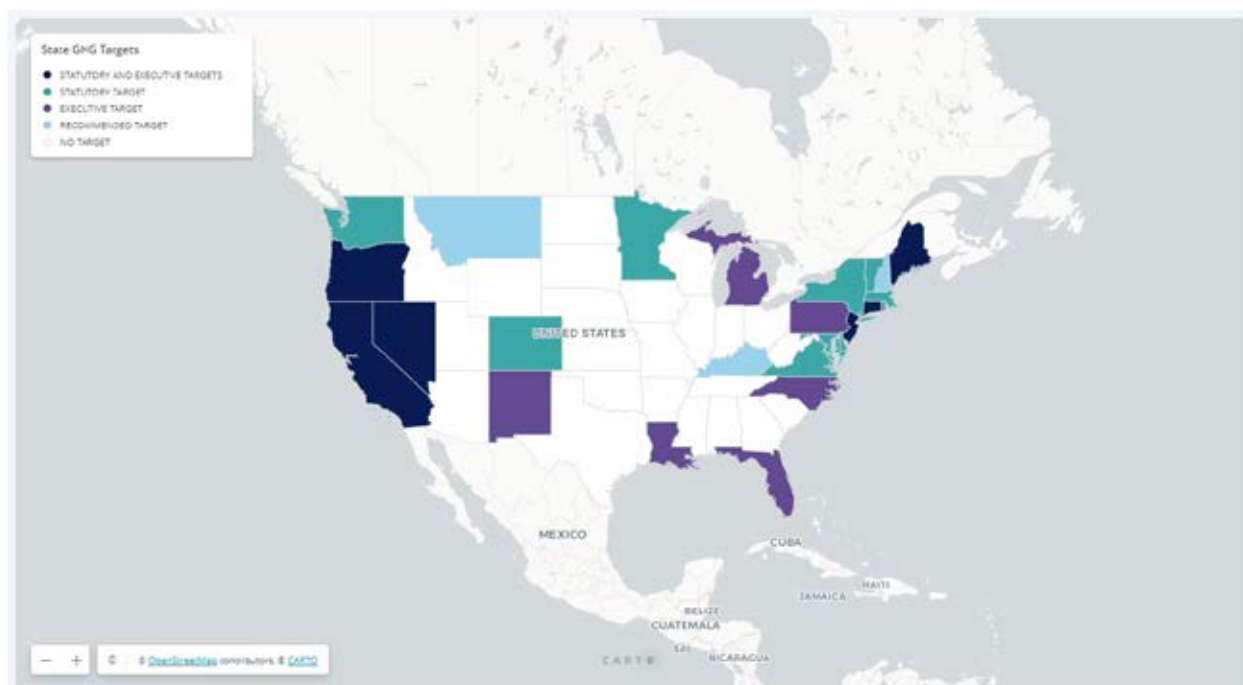 State GHG Targets
STATUTORY AND EXECUTIVE TARGETS
STATUTORY TARGET
EXECUTIVE TARGET
RECOMMENDED TARGET
NO TARGET
UNITED STATES
MEXICO
CUBA
HAITI
JAMAICA
BELIZE
GUATEMALA
NICARAGUA
CARTO
− + © © OpenStreetMap contributors, © CARTO